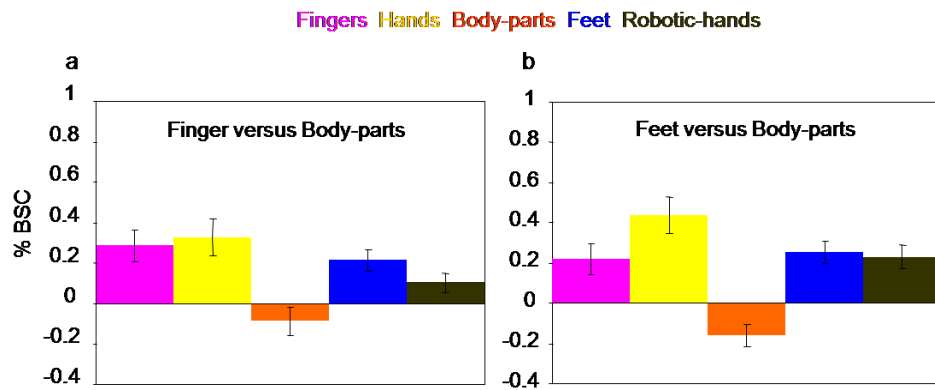 Fingers Hands Body-parts Feet Robotic-hands
a
b
1
0.8
0.6
0.4
0.2
0
-0.2
-0.4
% BSC
Finger versus Body-parts
1
0.8
0.6
0.4
0.2
0
-0.2
-0.4
Feet versus Body-parts